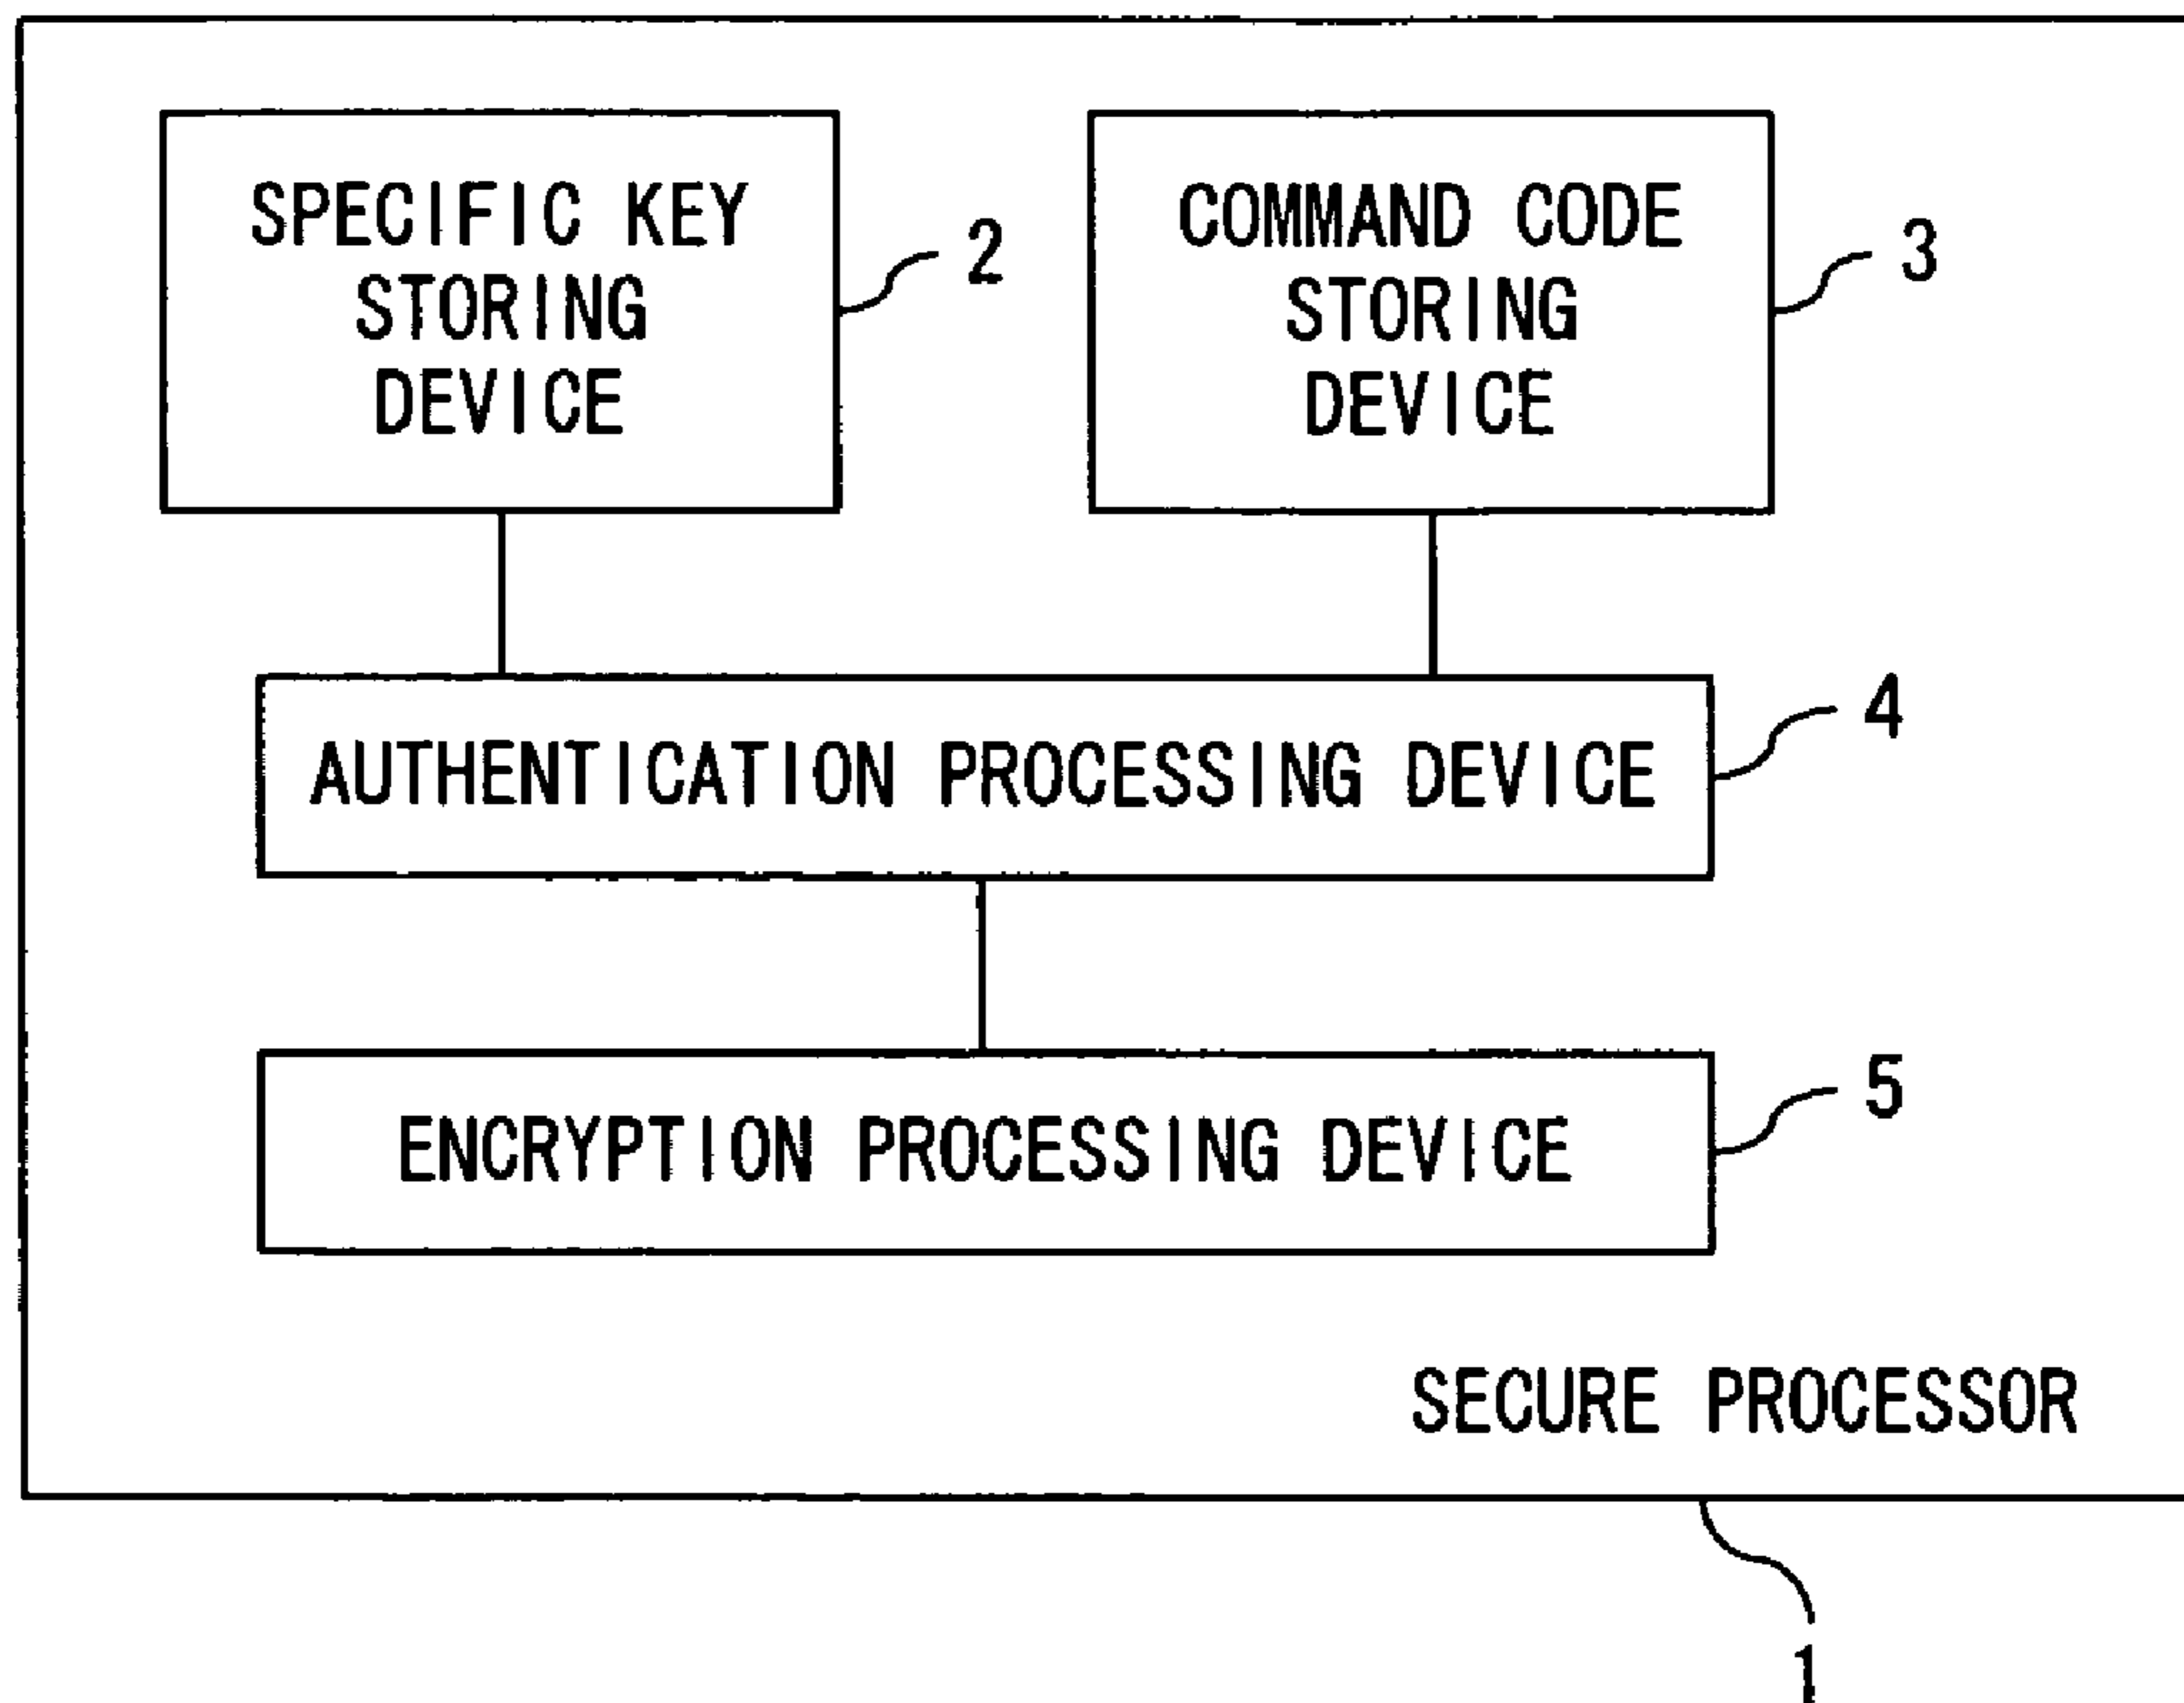 SPECIFIC KEY
STORING
DEVICE
2
COMMAND CODE
STORING
DEVICE
3
AUTHENTICATION PROCESSING DEVICE
4
ENCRYPTION PROCESSING DEVICE
5
SECURE PROCESSOR
1